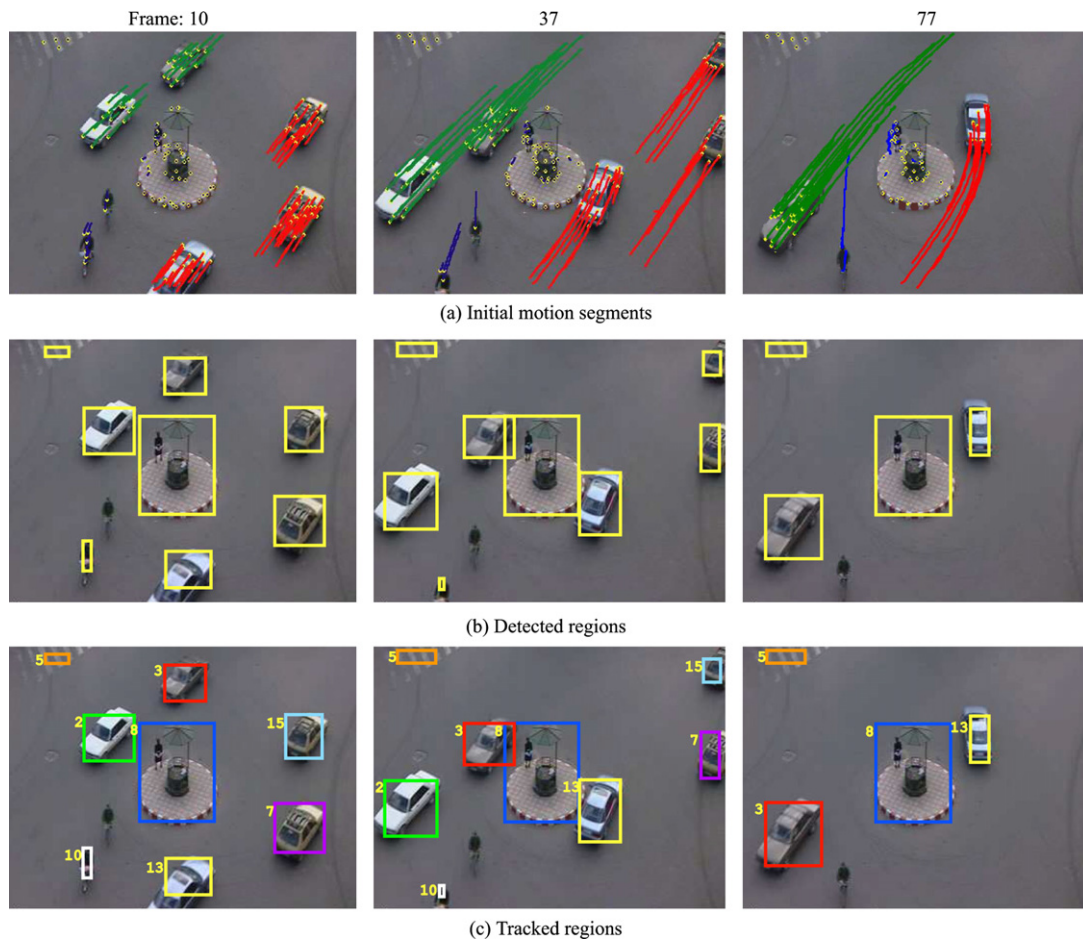 Frame: 10 37 77
(a) Initial motion segments
(b) Detected regions
5 3 2 8 15 7 10 13
5 15 3 8 7 2 13 10
5 8 13 3
(c) Tracked regions